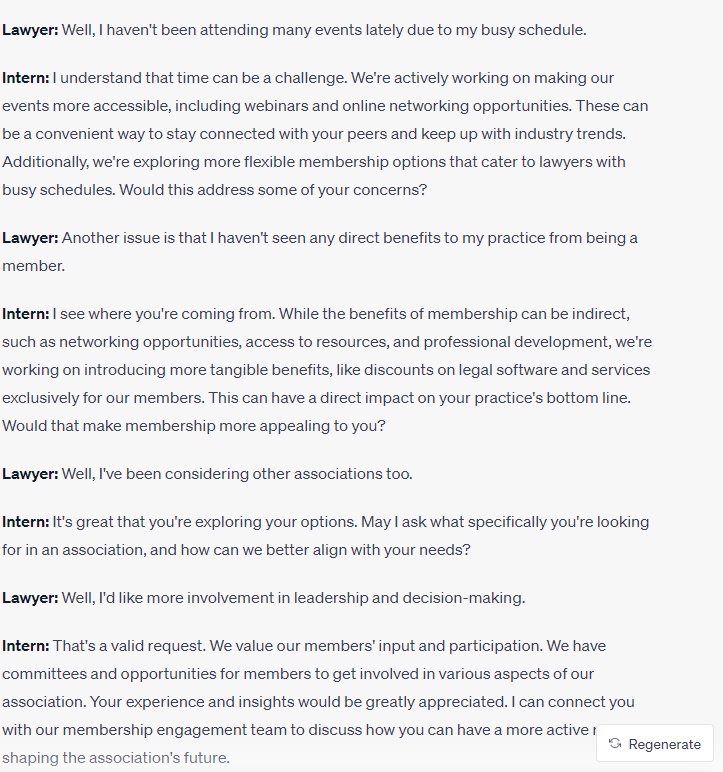 Lawyer: Well, I haven't been attending many events lately due to my busy schedule.
Intern: I understand that time can be a challenge. We're actively working on making our
events more accessible, including webinars and online networking opportunities. These can
be a convenient way to stay connected with your peers and keep up with industry trends.
Additionally, we're exploring more flexible membership options that cater to lawyers with
busy schedules. Would this address some of your concerns?
Lawyer: Another issue is that I haven't seen any direct benefits to my practice from being a
member.
Intern: I see where you're coming from. While the benefits of membership can be indirect,
such as networking opportunities, access to resources, and professional development, we're
working on introducing more tangible benefits, like discounts on legal software and services
exclusively for our members. This can have a direct impact on your practice's bottom line.
Would that make membership more appealing to you?
Lawyer: Well, I've been considering other associations too.
Intern: It's great that you're exploring your options. May I ask what specifically you're looking
for in an association, and how can we better align with your needs?
Lawyer: Well, I'd like more involvement in leadership and decision-making.
Intern: That's a valid request. We value our members' input and participation. We have
committees and opportunities for members to get involved in various aspects of our
association. Your experience and insights would be greatly appreciated. I can connect you
with our membership engagement team to discuss how you can have a more active
Regenerate
shaping the association's future.